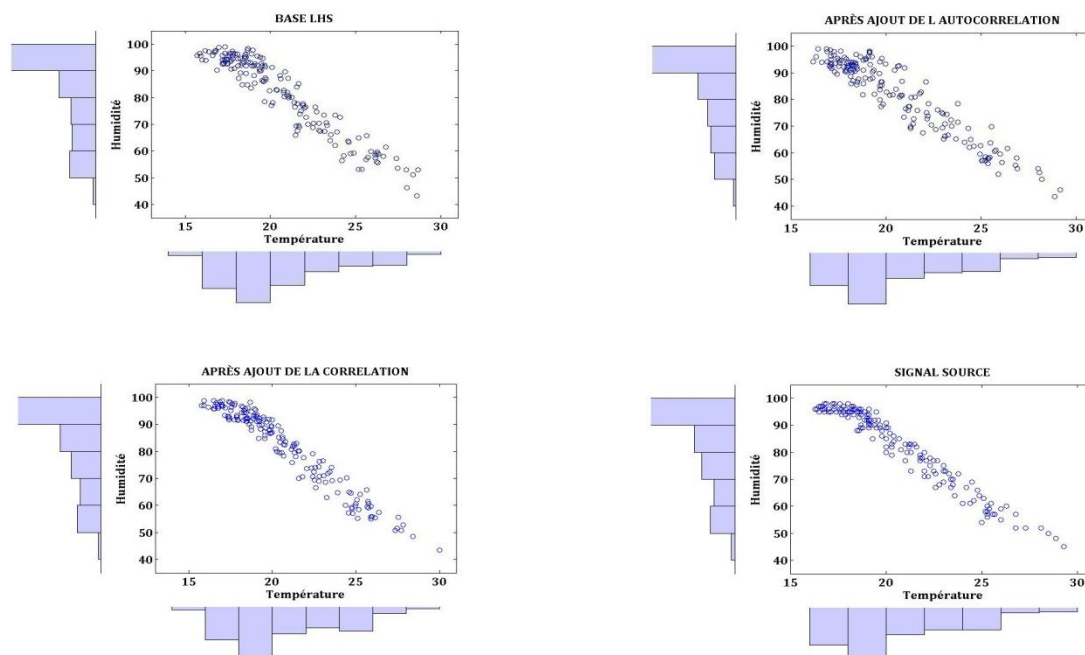 BASE LHS
100
90
80
70
60
50
40
Humidité
15 20 25 30
Température
APRÈS AJOUT DE L AUTOCORRELATION
100
90
80
70
60
50
40
Humidité
15 20 25 30
Température
APRÈS AJOUT DE LA CORRELATION
100
90
80
70
60
50
40
Humidité
15 20 25 30
Température
SIGNAL SOURCE
100
90
80
70
60
50
40
Humidité
15 20 25 30
Température